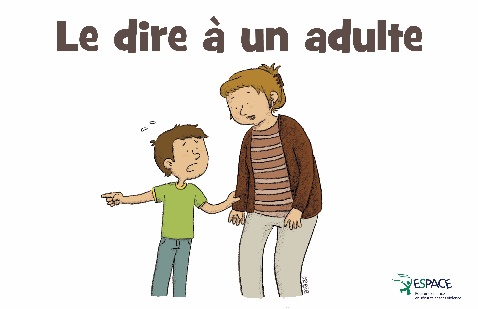 Le dire à un adulte
ESPACE